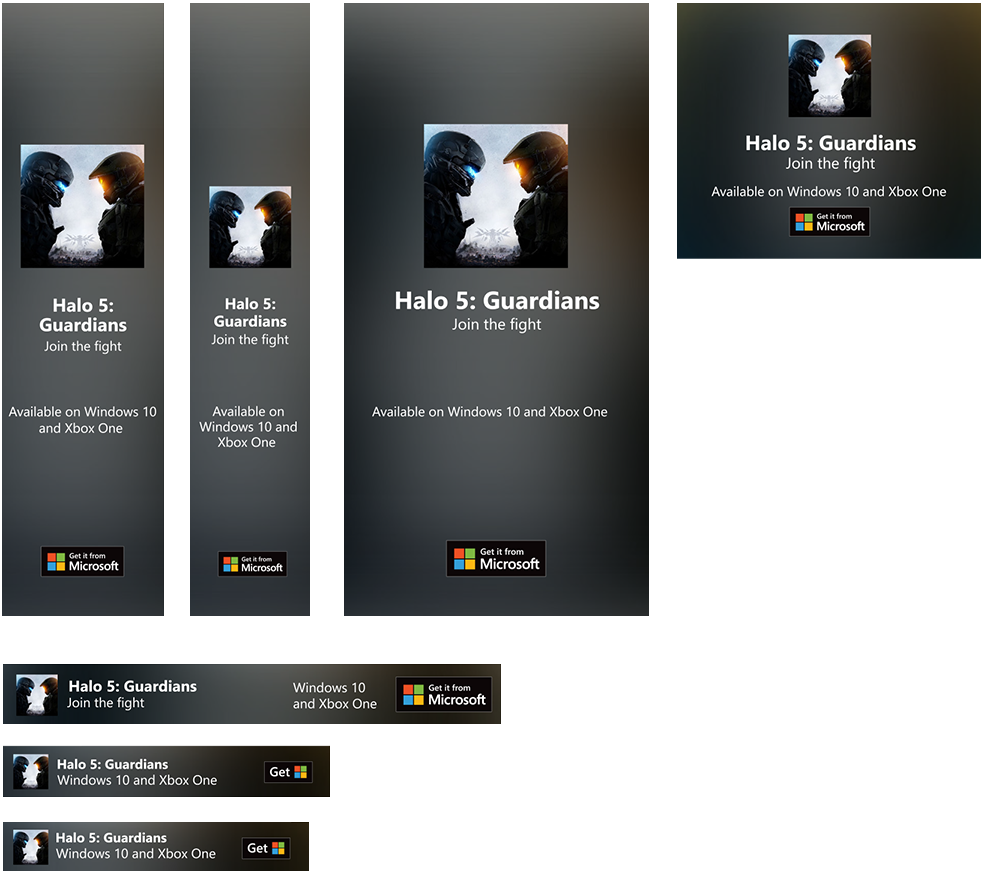 Halo 5:
Guardians
Join the fight
Available on Windows 10
and Xbox One
Get it from
Microsoft
Halo 5:
Guardians
Join the fight
Available on
Windows 10 and
Xbox One
Get it from
Microsoft
Halo 5: Guardians
Join the fight
Available on Windows 10 and Xbox One
Get it from
Microsoft
Halo 5: Guardians
Join the fight
Available on Windows 10 and Xbox One
Get it from
Microsoft
Halo 5: Guardians
Join the fight
Windows 10
and Xbox One
Get it from
Microsoft
Halo 5: Guardians
Windows 10 and Xbox One
Get
Halo 5: Guardians
Windows 10 and Xbox One
Get